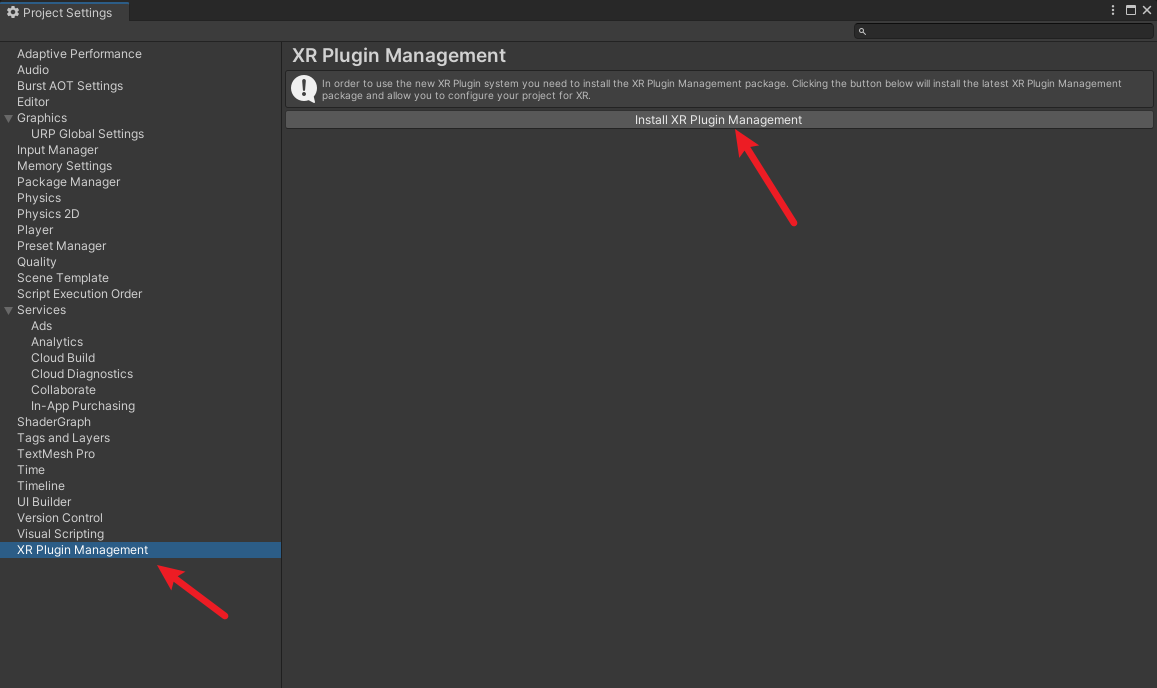 Project Settings
Adaptive Performance
Audio
Burst AOT Settings
Editor
Graphics
URP Global Settings
Input Manager
Memory Settings
Package Manager
Physics
Physics 2D
Player
Preset Manager
Quality
Scene Template
Script Execution Order
Services
Ads
Analytics
Cloud Build
Cloud Diagnostics
Collaborate
In-App Purchasing
ShaderGraph
Tags and Layers
TextMesh Pro
Time
Timeline
UI Builder
Version Control
Visual Scripting
XR Plugin Management
XR Plugin Management
In order to use the new XR Plugin system you need to install the XR Plugin Management package. Clicking the button below will install the latest XR Plugin Management
package and allow you to configure your project for XR.
Install XR Plugin Management